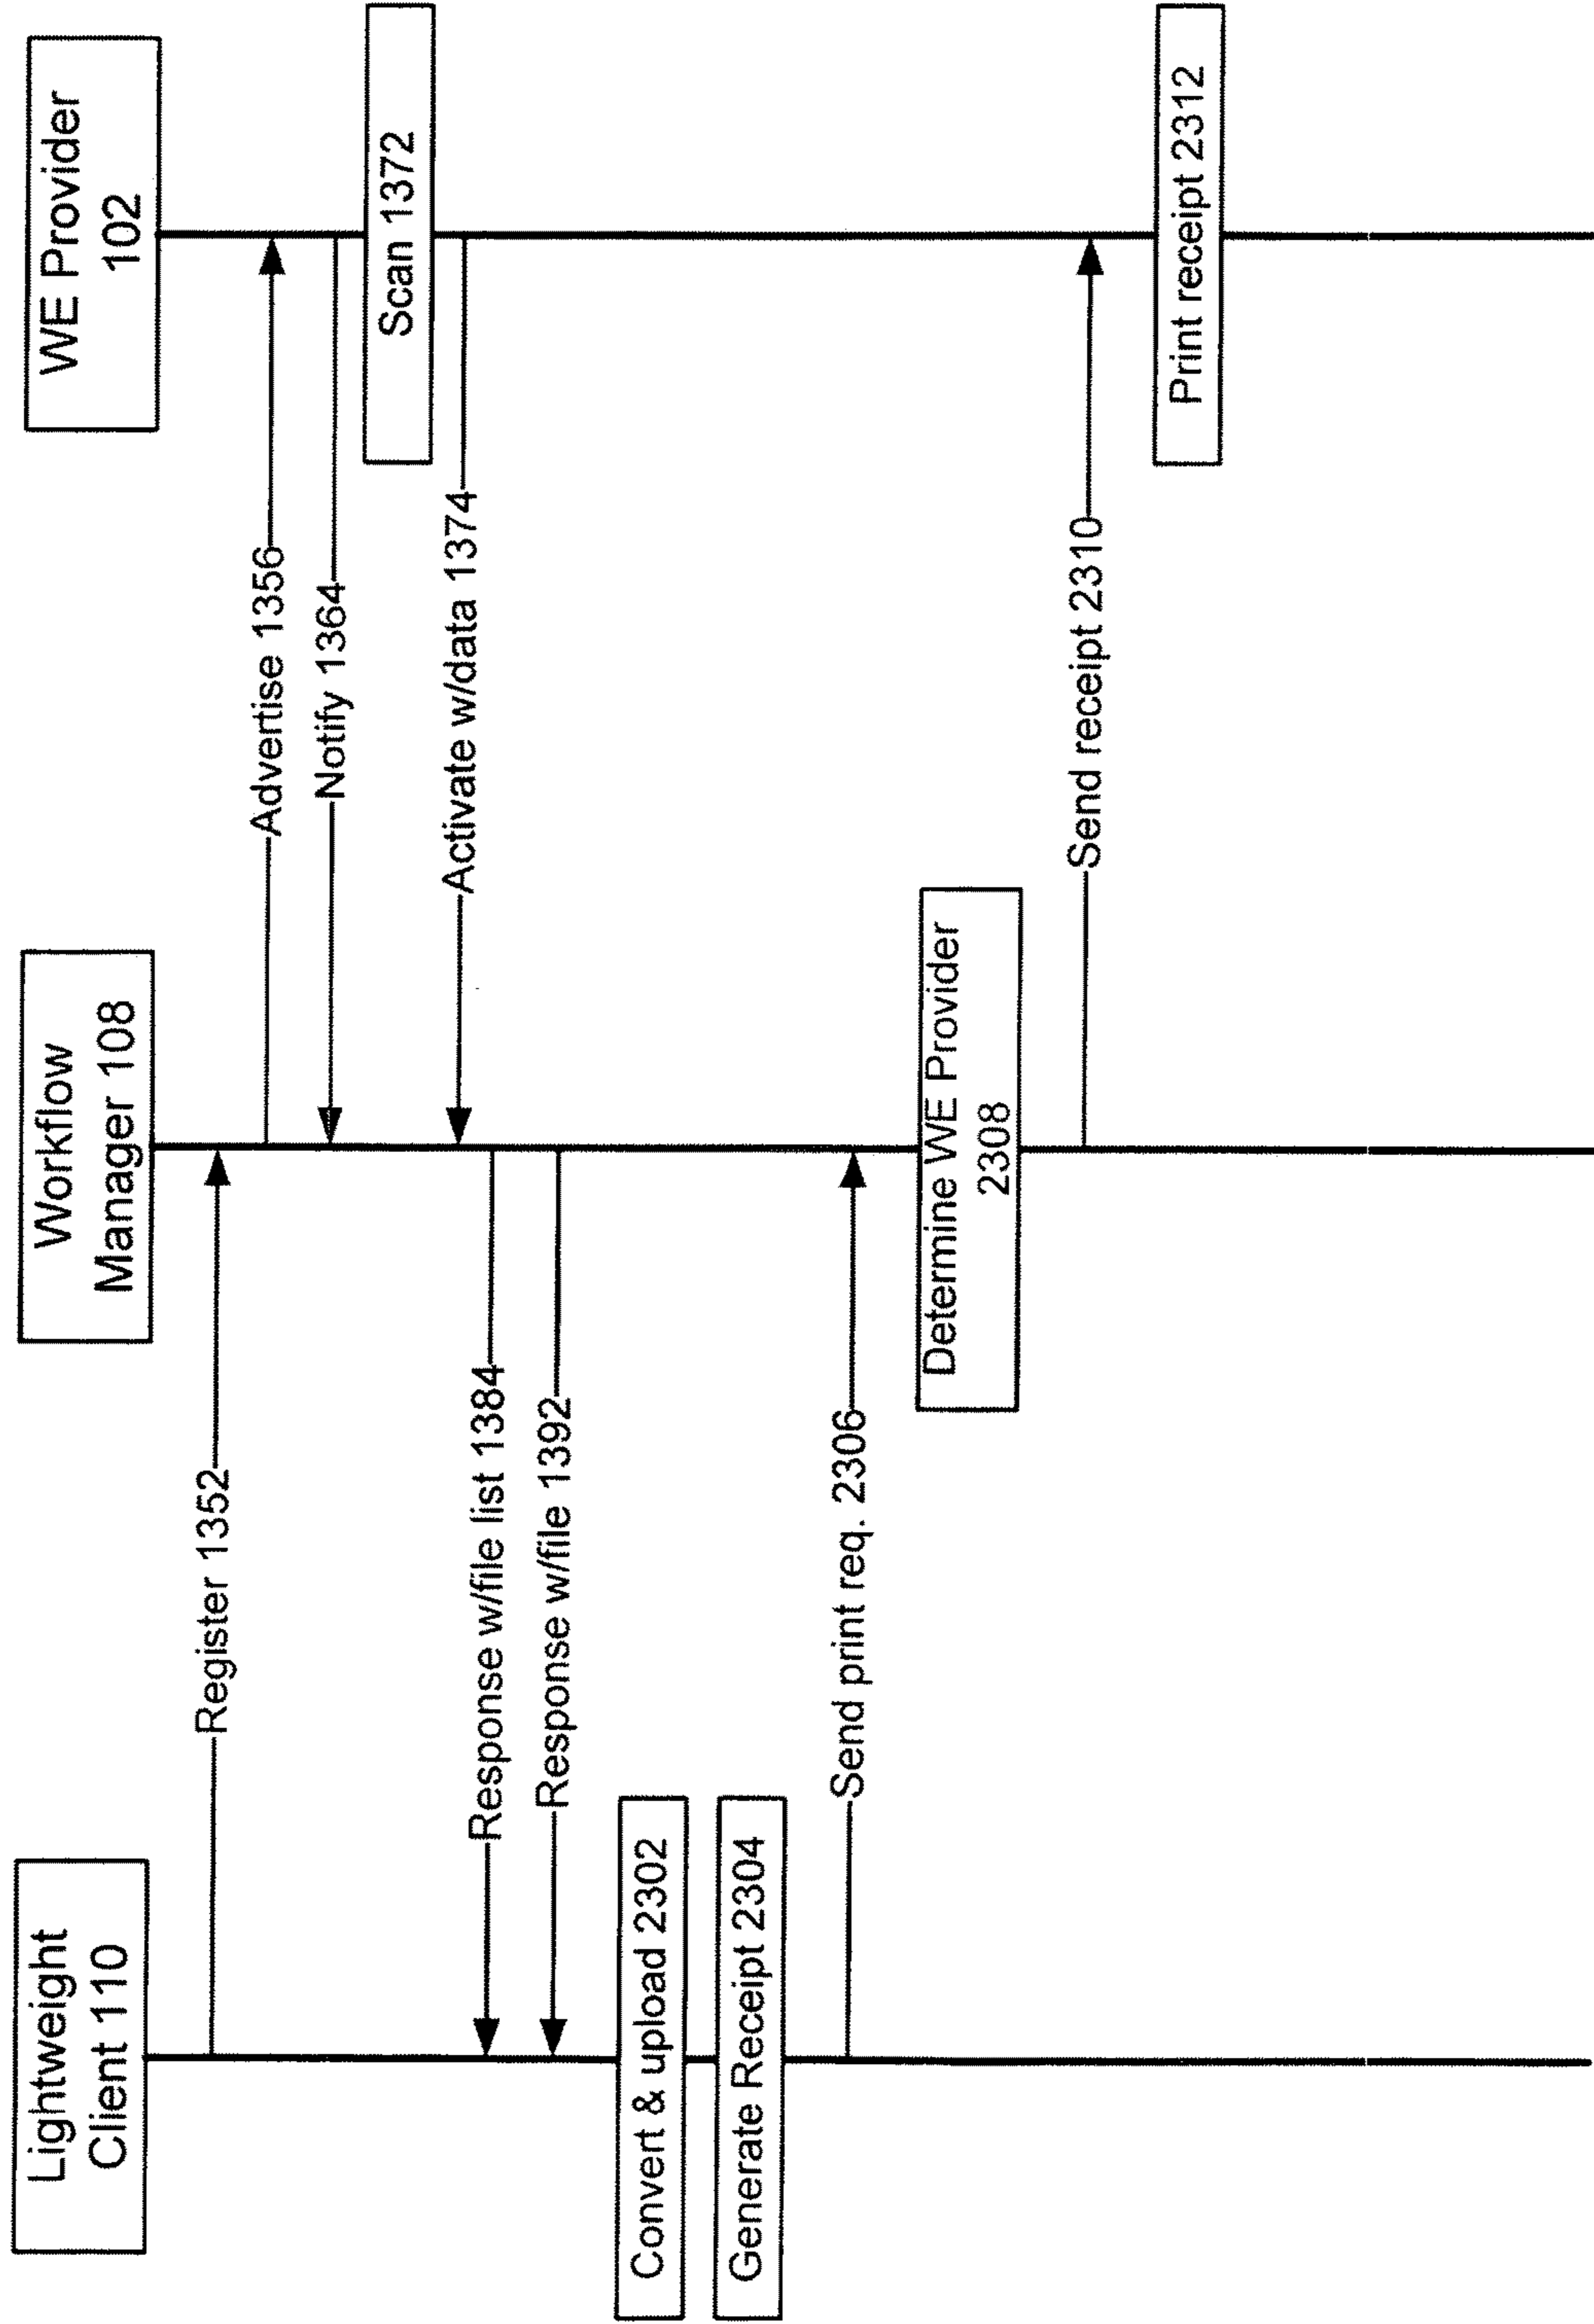 Lightweight
Client 110
Workflow
Manager 108
WE Provider
102
Register 1352
Advertise 1356
Notify 1364
Scan 1372
Activate w/data 1374
Response w/file list 1384
Response w/file 1392
Convert & upload 2302
Generate Receipt 2304
Send print req. 2306
Determine WE Provider
2308
Send receipt 2310
Print receipt 2312